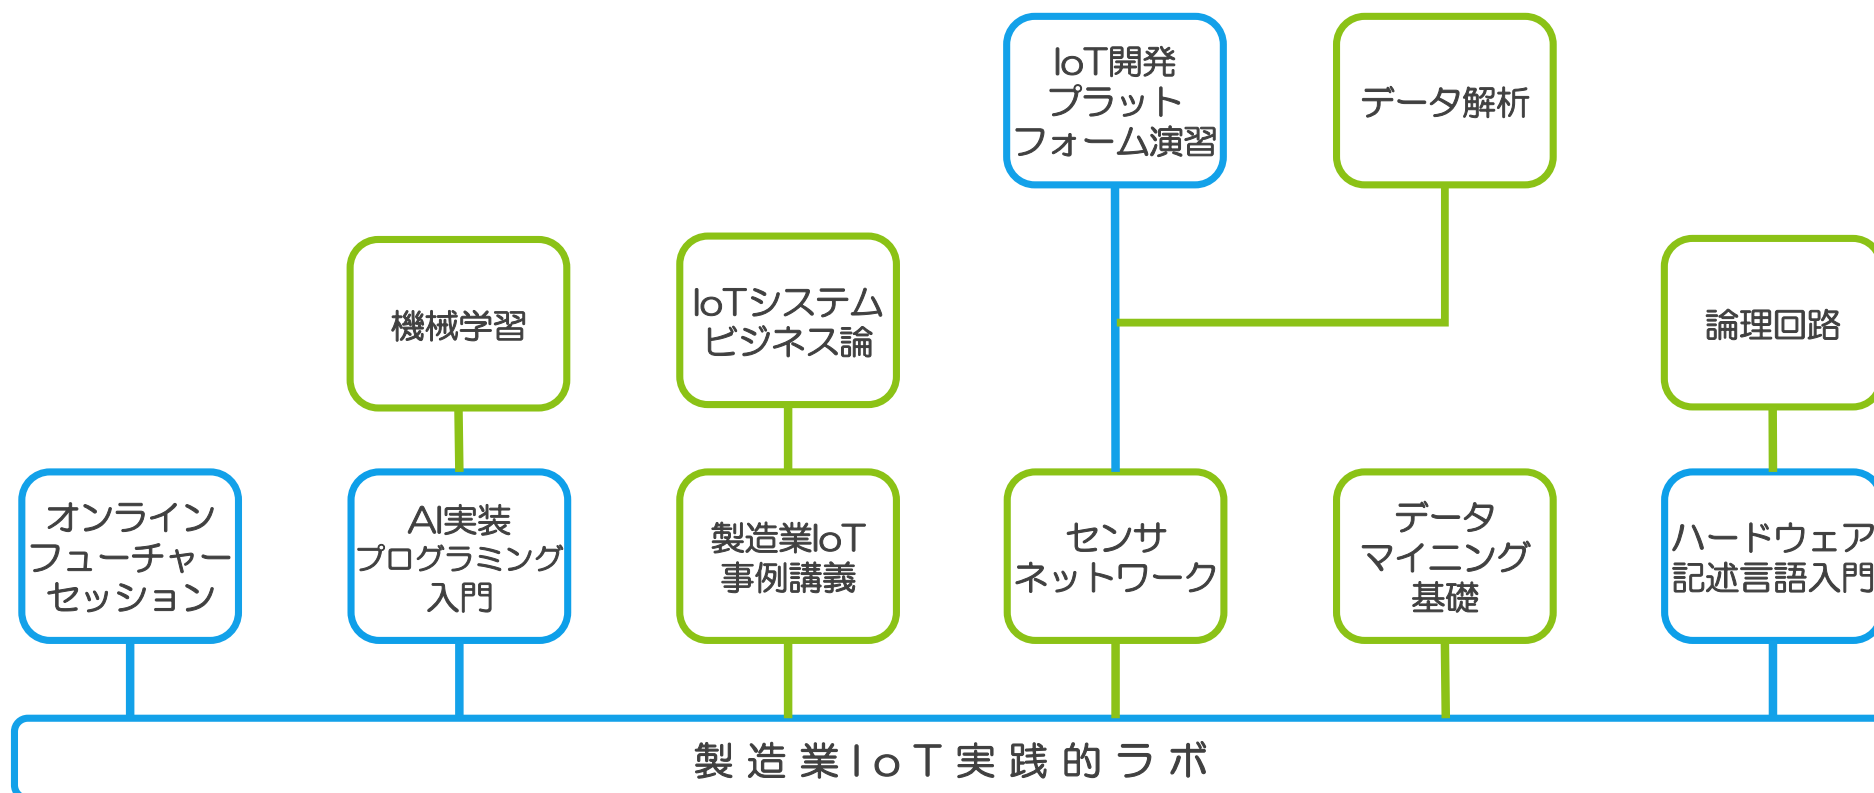 IoT開発
プラット
フォーム演習
データ解析
機械学習
IoTシステム
ビジネス論
論理回路
オンライン
フューチャー
セッション
AI実装
プログラミング
入門
製造業IoT
事例講義
センサ
ネットワーク
データ
マイニング
基礎
ハードウェア
記述言語入門
製造業IoT実践的ラボ